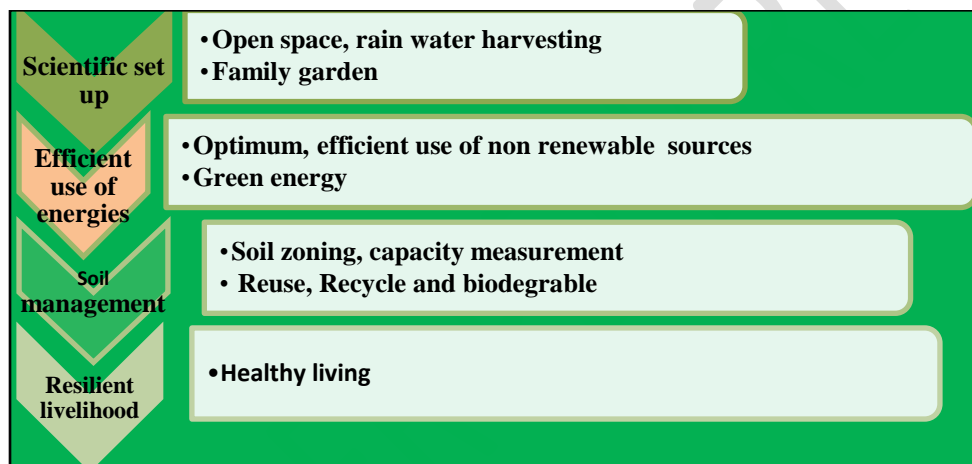 Scientific set
up
•Open space, rain water harvesting
•Family garden
Efficient
use of
energies
•Optimum, efficient use of non renewable sources
•Green energy
Soil
management
•Soil zoning, capacity measurement
• Reuse, Recycle and biodegrable
Resilient
livelihood
•Healthy living